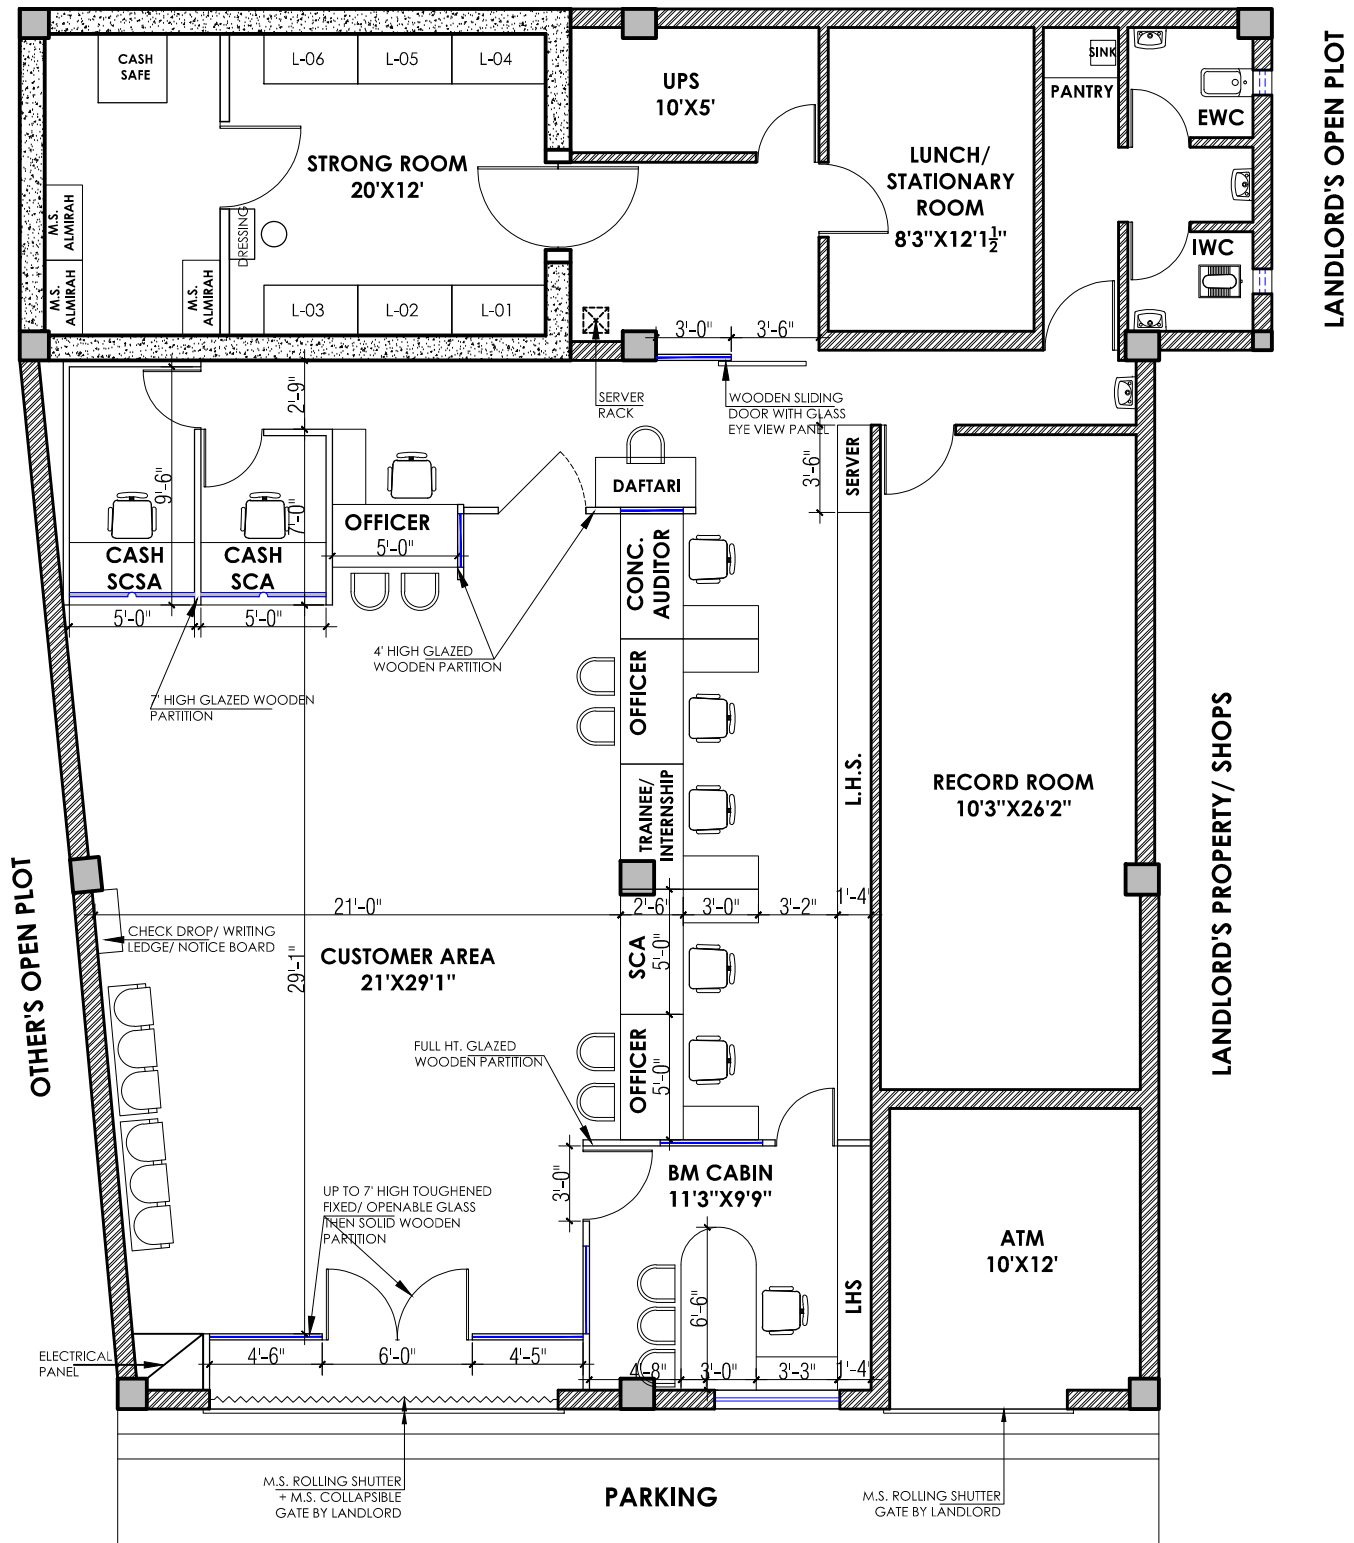 CASH
SAFE
L-06
L-05
L-04
STRONG ROOM
20'X12'
M.S.
ALMIRAH
M.S.
ALMIRAH
M.S.
ALMIRAH
DRESSING
L-03
L-02
L-01
UPS
10'X5'
LUNCH/
STATIONARY
ROOM
8'3"X12'1½"
SINK
PANTRY
EWC
IWC
LANDLORD'S OPEN PLOT
3'-0"
3'-6"
SERVER
RACK
WOODEN SLIDING
DOOR WITH GLASS
EYE VIEW PANEL
2'-9"
9'-6"
7'-0"
CASH
SCSA
CASH
SCA
5'-0"
5'-0"
OFFICER
5'-0"
DAFTARI
3'-6"
SERVER
CONC.
AUDITOR
4' HIGH GLAZED
WOODEN PARTITION
7' HIGH GLAZED WOODEN
PARTITION
OFFICER
TRAINEE/
INTERNSHIP
L.H.S.
RECORD ROOM
10'3"X26'2"
LANDLORD'S PROPERTY/ SHOPS
OTHER'S OPEN PLOT
21'-0"
2'-6"
3'-0"
3'-2"
1'-4"
CHECK DROP/ WRITING
LEDGE/ NOTICE BOARD
29'-1"
CUSTOMER AREA
21'X29'1"
SCA
5'-0"
FULL HT. GLAZED
WOODEN PARTITION
OFFICER
5'-0"
BM CABIN
11'3"X9'9"
3'-0"
UP TO 7' HIGH TOUGHENED
FIXED/ OPENABLE GLASS
THEN SOLID WOODEN
PARTITION
ATM
10'X12'
6'-6"
LHS
ELECTRICAL
PANEL
4'-6"
6'-0"
4'-5"
4'-8"
3'-0"
3'-3"
1'-4"
M.S. ROLLING SHUTTER
+ M.S. COLLAPSIBLE
GATE BY LANDLORD
PARKING
M.S. ROLLING SHUTTER
GATE BY LANDLORD